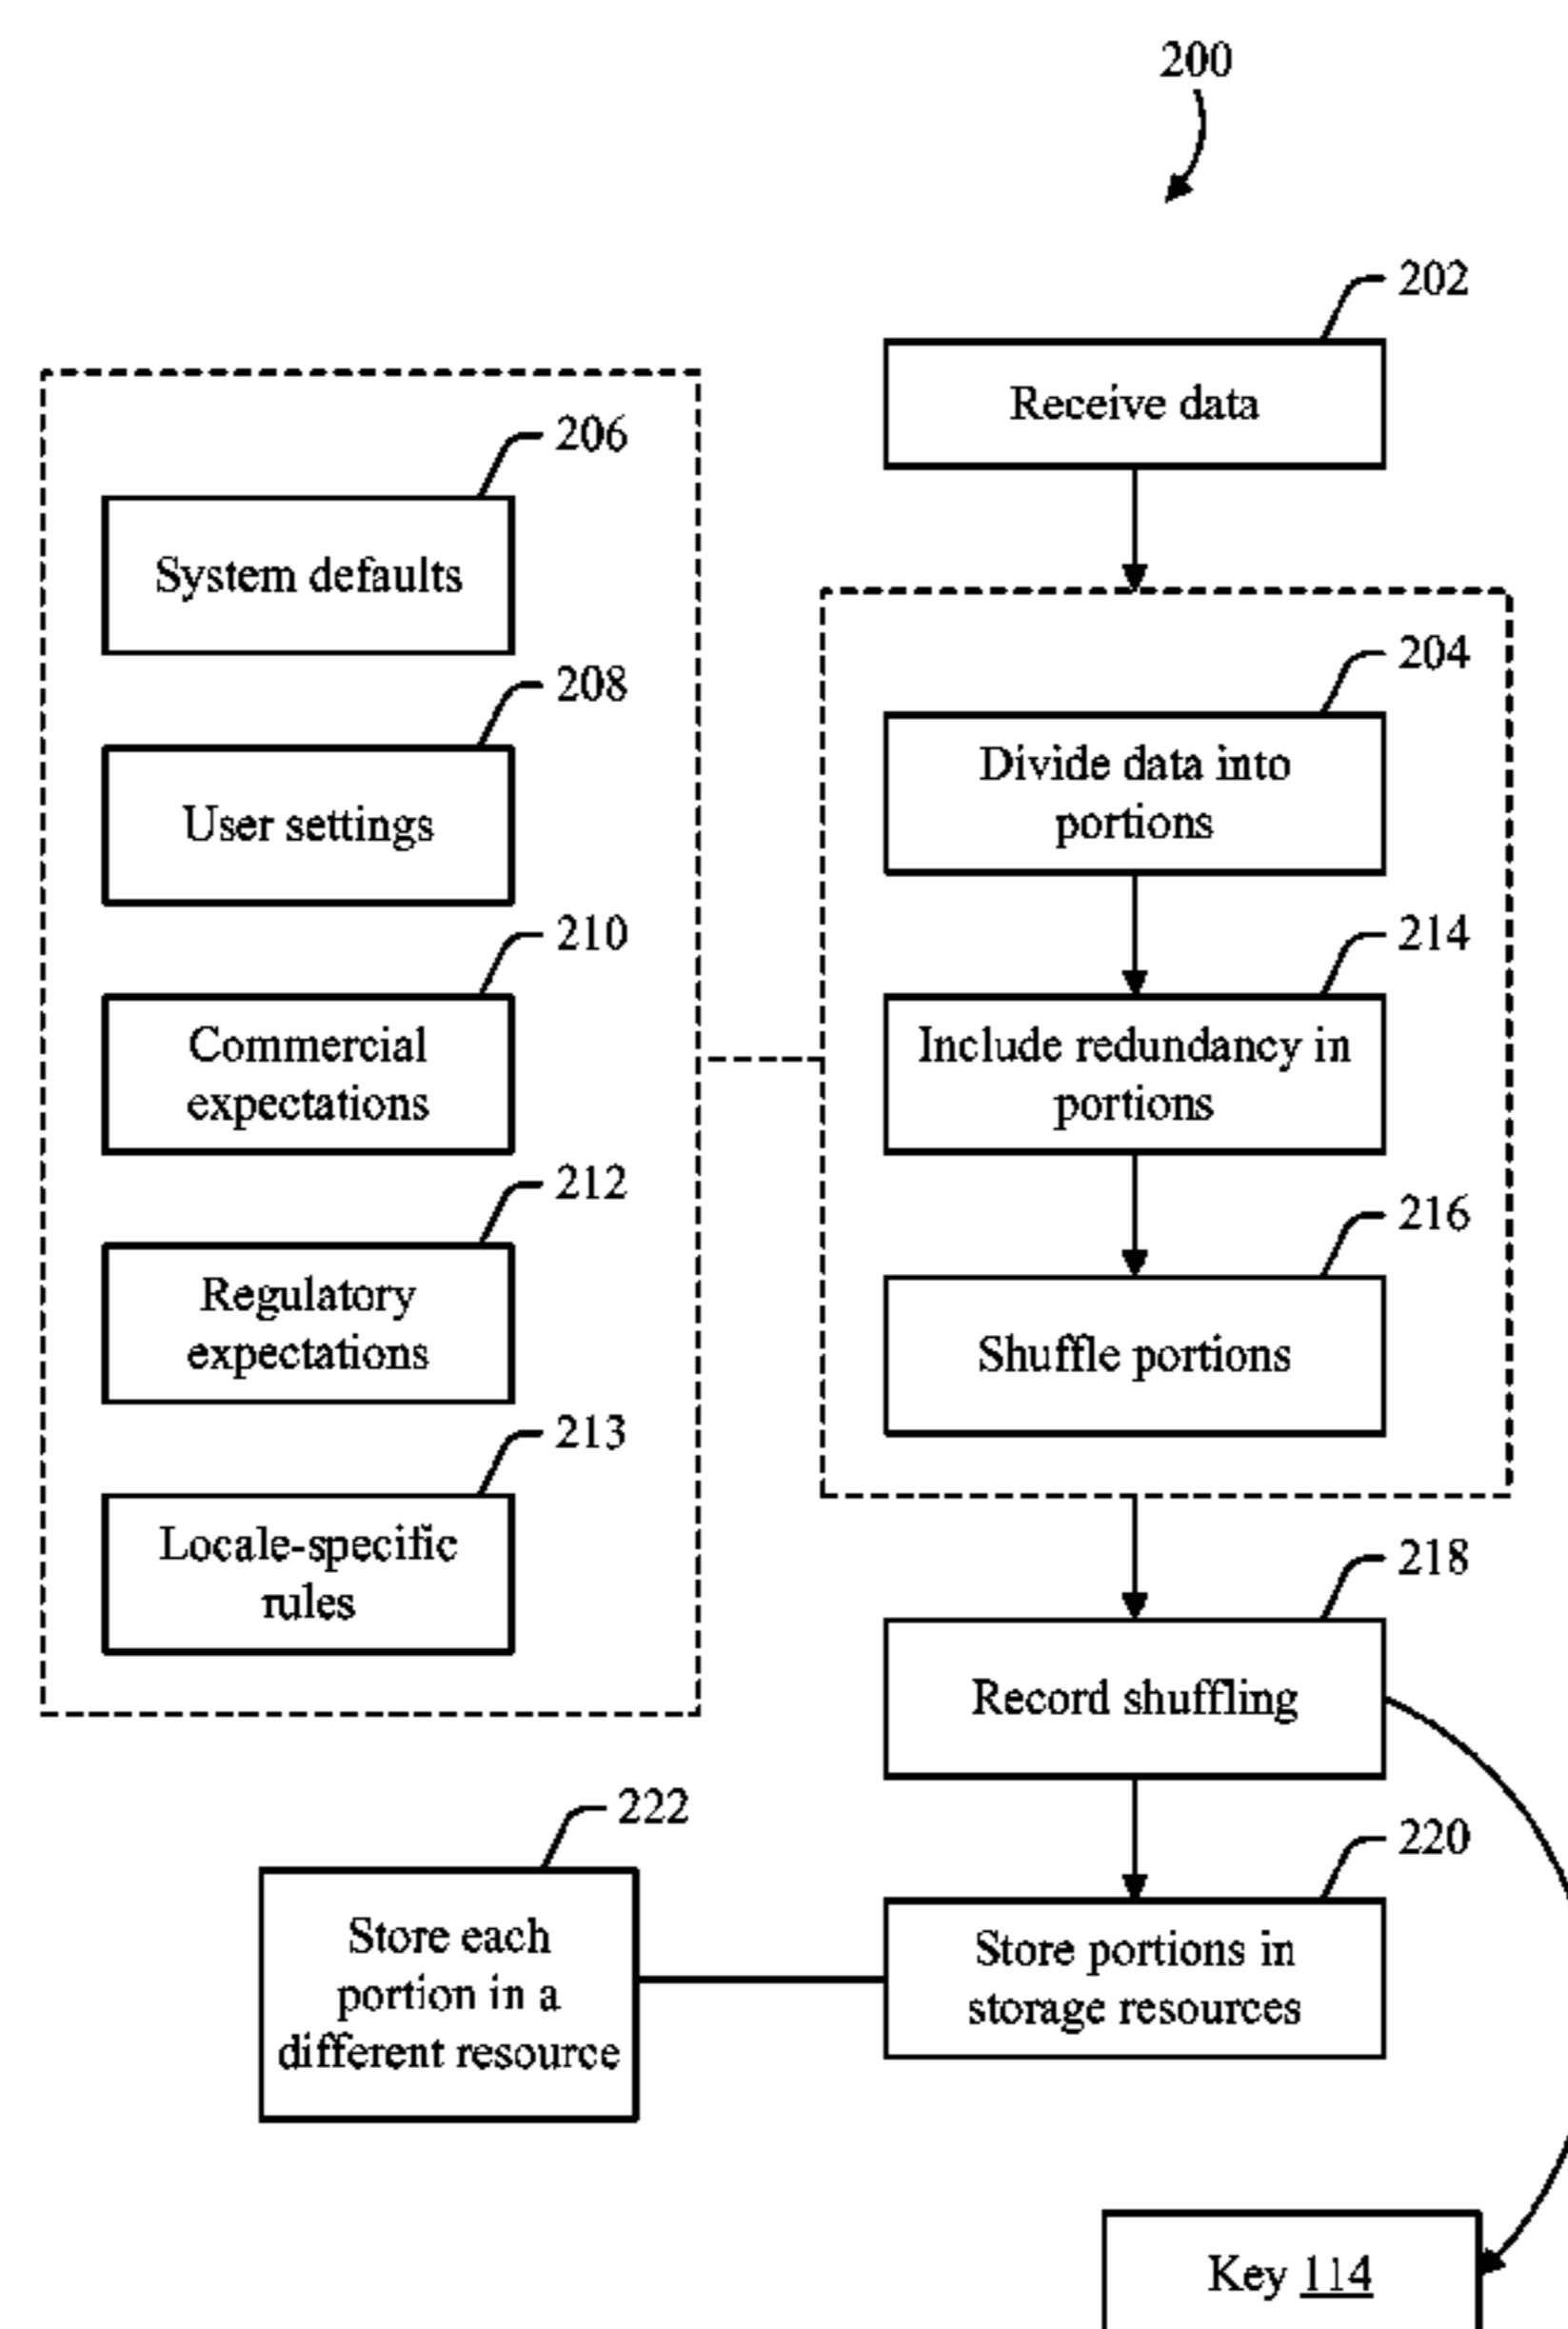 200
202
Receive data
206
System defaults
204
Divide data into
portions
208
User settings
214
Include redundancy in
portions
210
Commercial
expectations
212
Regulatory
expectations
216
Shuffle portions
213
Locale-specific
rules
218
Record shuffling
222
Store each
portion in a
different resource
220
Store portions in
storage resources
Key 114